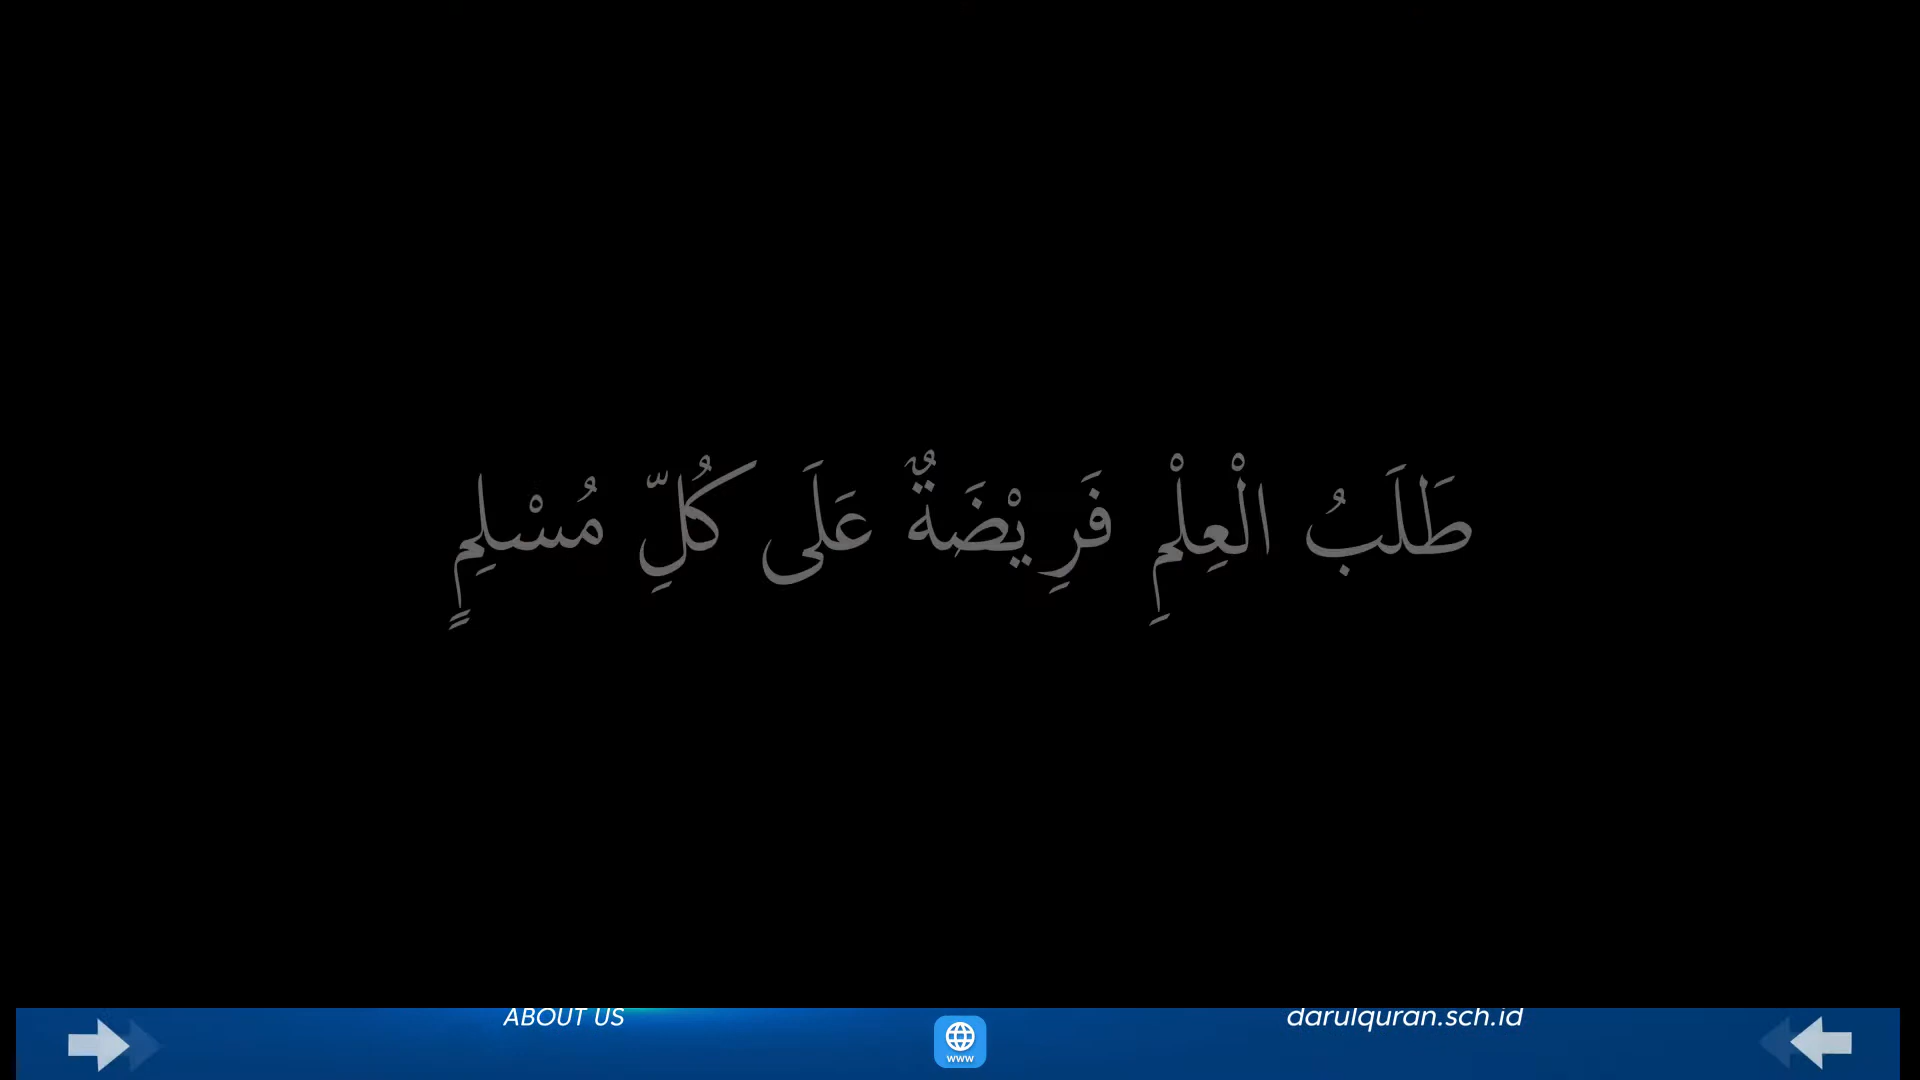 طَلَبُ الْعِلْمِ فَرِيْضَةٌ عَلَى كُلِّ مُسْلِمٍ
ABOUT US
www
darulquran.sch.id